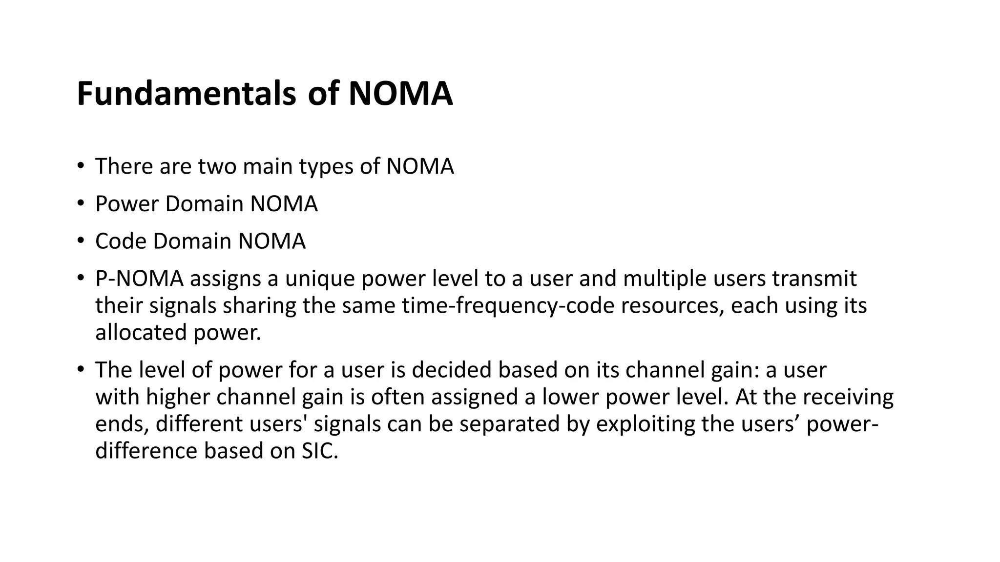 Fundamentals of NOMA
• There are two main types of NOMA
• Power Domain NOMA
• Code Domain NOMA
• P-NOMA assigns a unique power level to a user and multiple users transmit
their signals sharing the same time-frequency-code resources, each using its
allocated power.
• The level of power for a user is decided based on its channel gain: a user
with higher channel gain is often assigned a lower power level. At the receiving
ends, different users' signals can be separated by exploiting the users’ power-
difference based on SIC.